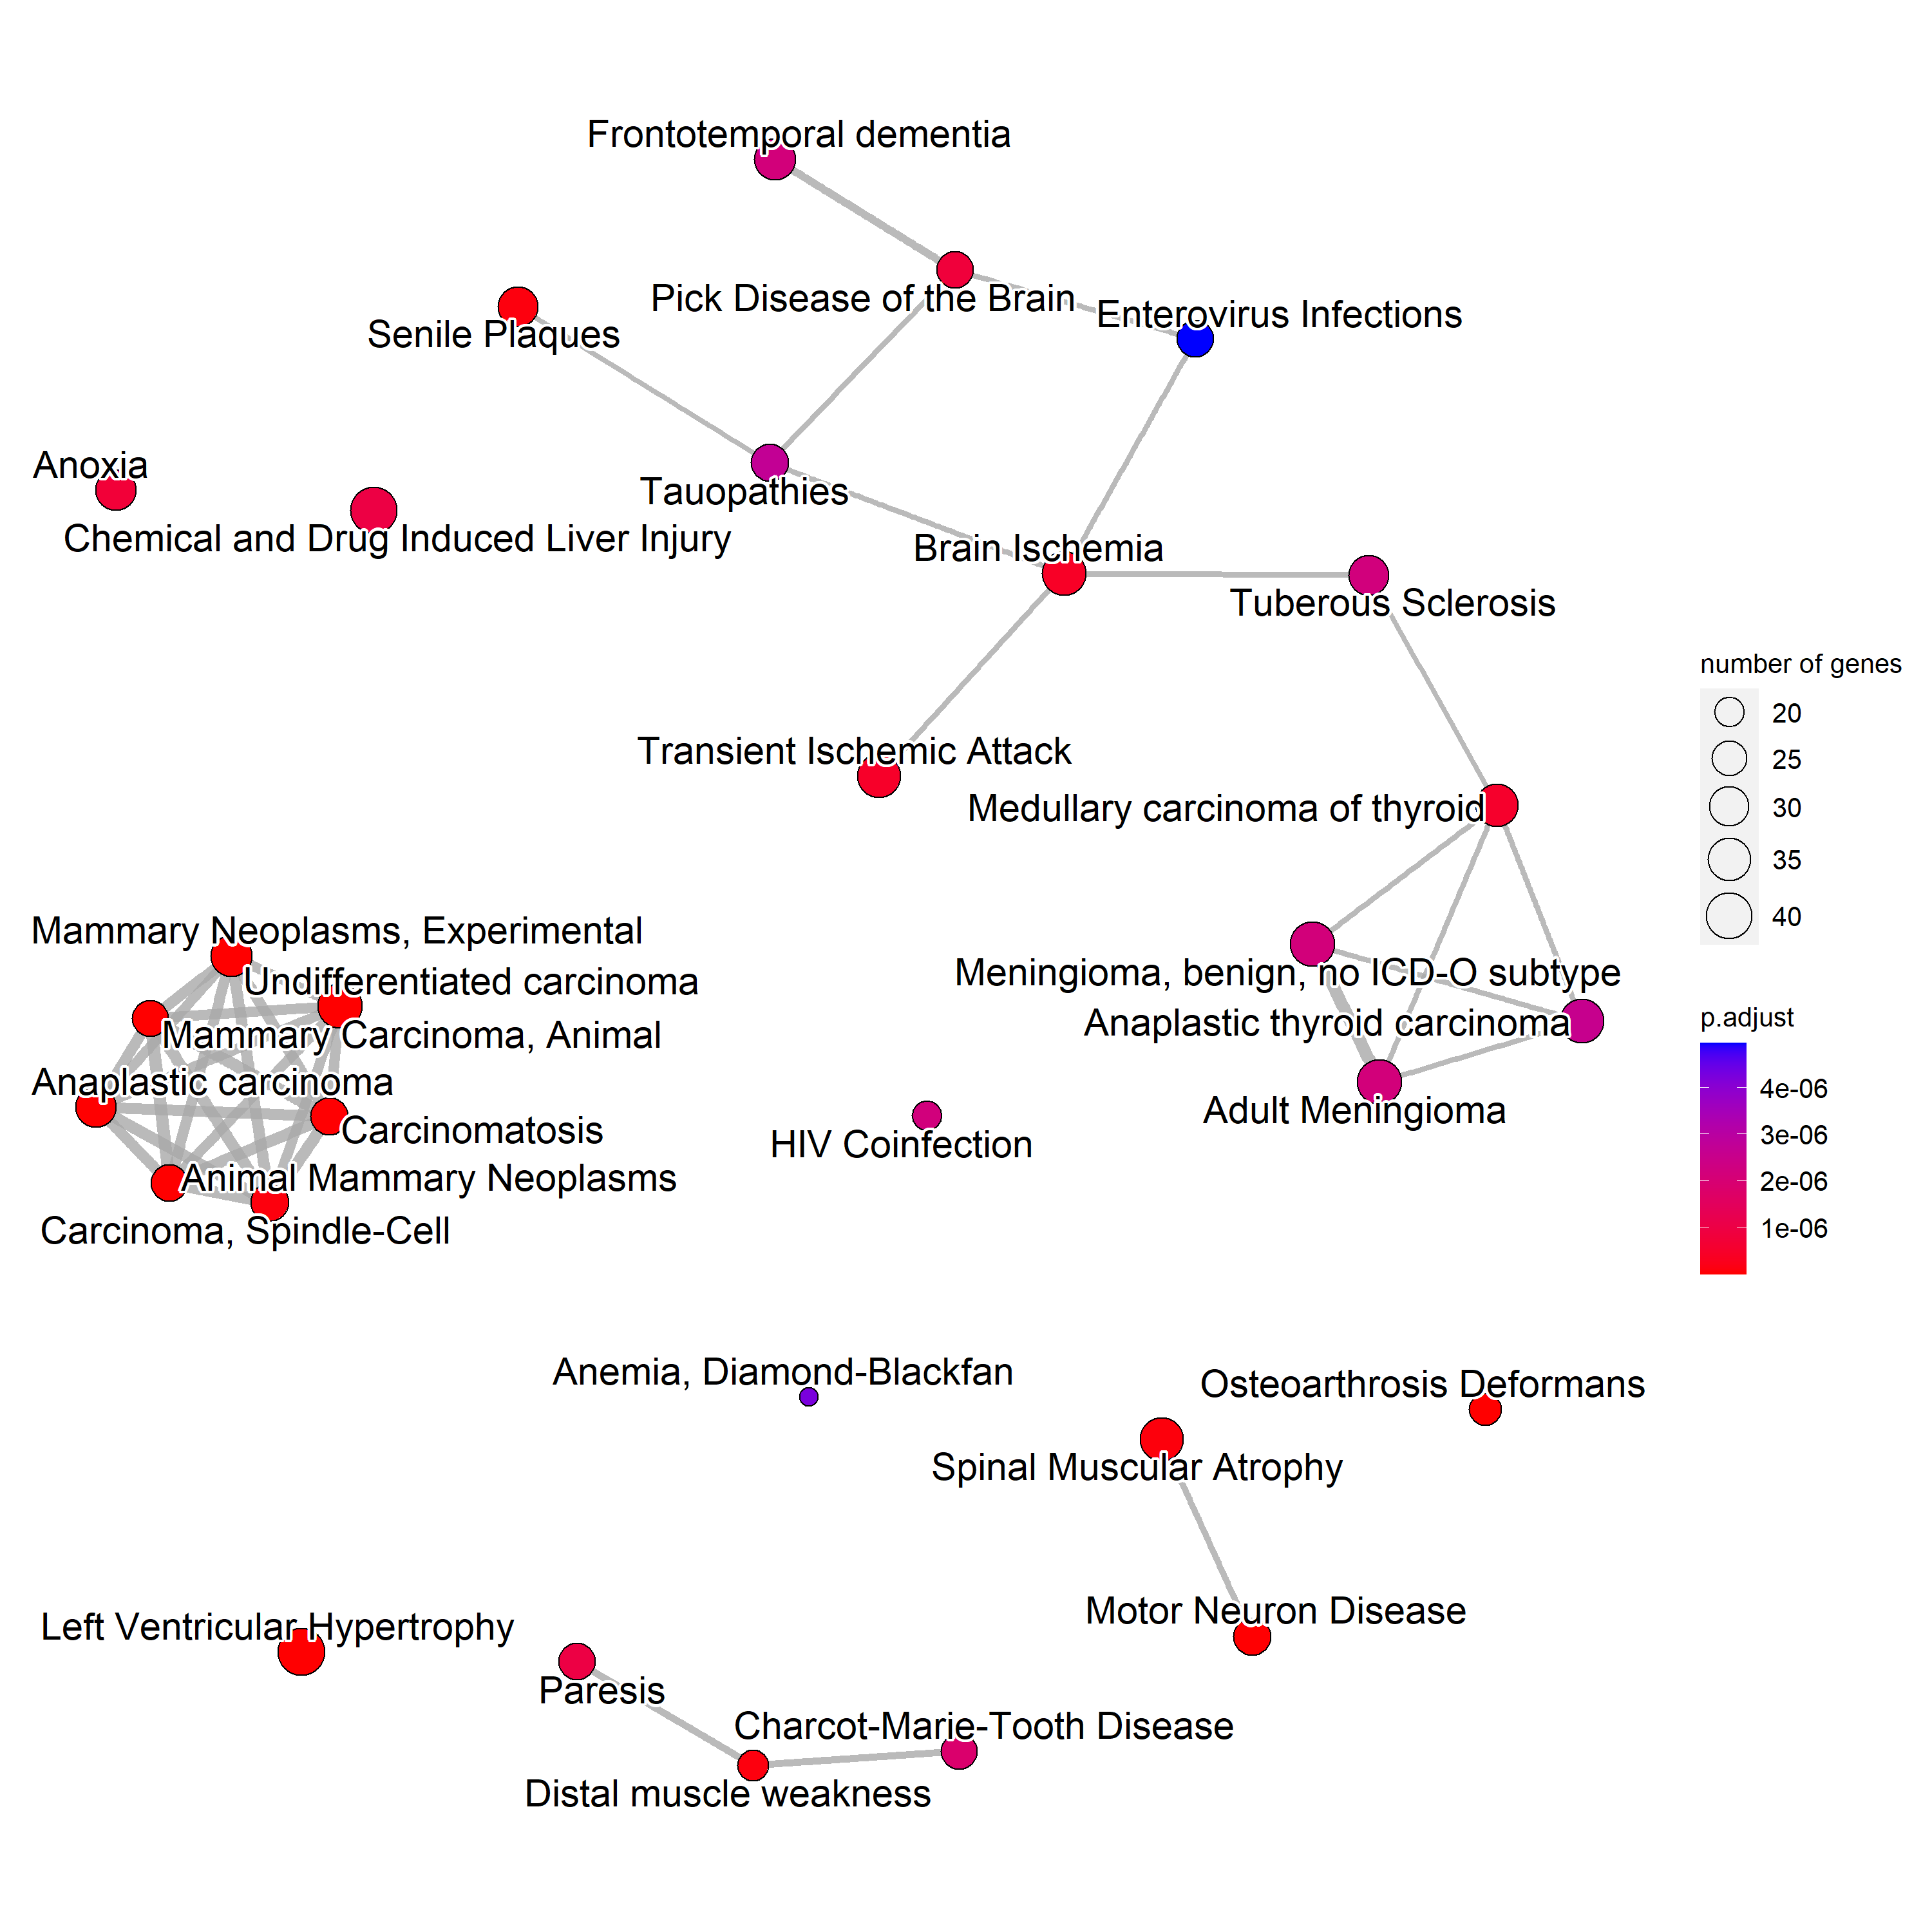 Frontotemporal dementia
Pick Disease of the Brain
Enterovirus Infections
Senile Plaques
Anoxia
Tauopathies
Chemical and Drug Induced Liver Injury
Brain Ischemia
Tuberous Sclerosis
number of genes
20
25
30
35
40
Transient Ischemic Attack
Medullary carcinoma of thyroid
Mammary Neoplasms, Experimental
Undifferentiated carcinoma
Mammary Carcinoma, Animal
Anaplastic carcinoma
Carcinomatosis
Animal Mammary Neoplasms
Carcinoma, Spindle-Cell
Meningioma, benign, no ICD-O subtype
Anaplastic thyroid carcinoma
Adult Meningioma
HIV Coinfection
p.adjust
4e-06
3e-06
2e-06
1e-06
Anemia, Diamond-Blackfan
Osteoarthrosis Deformans
Spinal Muscular Atrophy
Motor Neuron Disease
Left Ventricular Hypertrophy
Paresis
Charcot-Marie-Tooth Disease
Distal muscle weakness